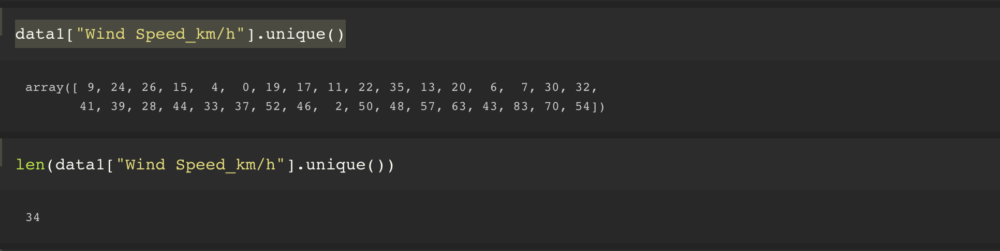 data1["Wind Speed_km/h"].unique()
array([ 9, 24, 26, 15,  4,  0, 19, 17, 11, 22, 35, 13, 20,  6,  7, 30, 32,
       41, 39, 28, 44, 33, 37, 52, 46,  2, 50, 48, 57, 63, 43, 83, 70, 54])
len(data1["Wind Speed_km/h"].unique())
34